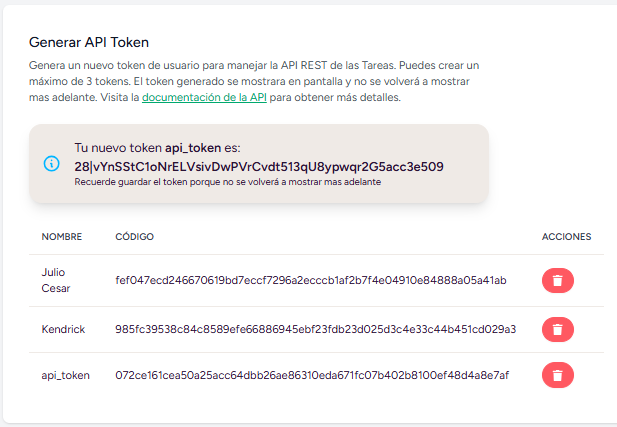 Generar API Token
Genera un nuevo token de usuario para manejar la API REST de las Tareas. Puedes crear un
máximo de 3 tokens. El token generado se mostrara en pantalla y no se volverá a mostrar
mas adelante. Visita la documentación de la API para obtener más detalles.
Tu nuevo token api_token es:
28|vYnSStC1oNrELVsivDwPVrCvdt513qU8ypwqr2G5acc3e509
Recuerde guardar el token porque no se volverá a mostrar mas adelante
NOMBRE CÓDIGO ACCIONES
Julio
Cesar
fef047ecd246670619bd7eccf7296a2ecccb1af2b7f4e04910e84888a05a41ab
Kendrick 985fc39538c84c8589efe66886945ebf23fdb23d025d3c4e33c44b451cd029a3
api_token 072ce161cea50a25acc64dbb26ae86310eda671fc07b402b8100ef48d4a8e7af